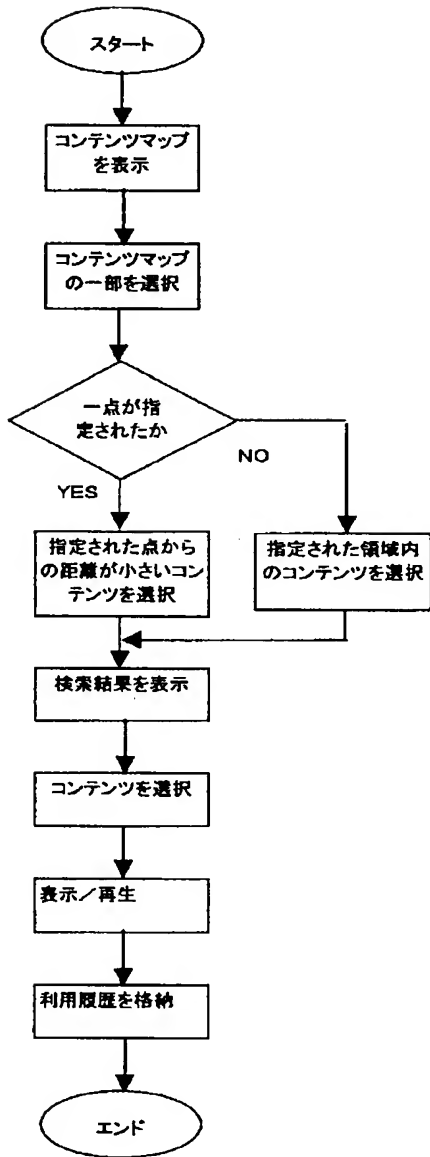 スタート
コンテンツマップ
を表示
コンテンツマップ
の一部を選択
一点が指
定されたか
NO
YES
指定された点から
の距離が小さいコン
テンツを選択
指定された領域内
のコンテンツを選択
検索結果を表示
コンテンツを選択
表示/再生
利用履歴を格納
エンド